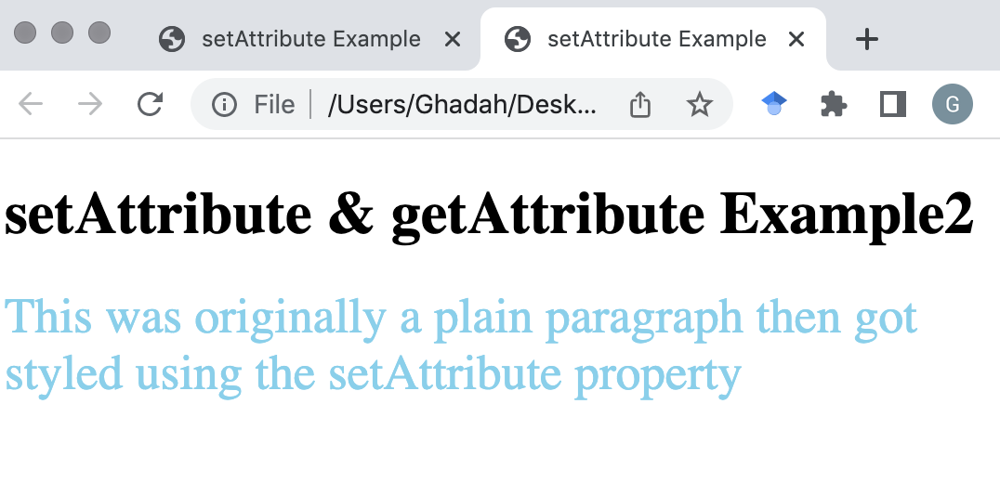 setAttribute Example
setAttribute Example
File
/Users/Ghadah/Desk...
G
setAttribute & getAttribute Example2
This was originally a plain paragraph then got
styled using the setAttribute property